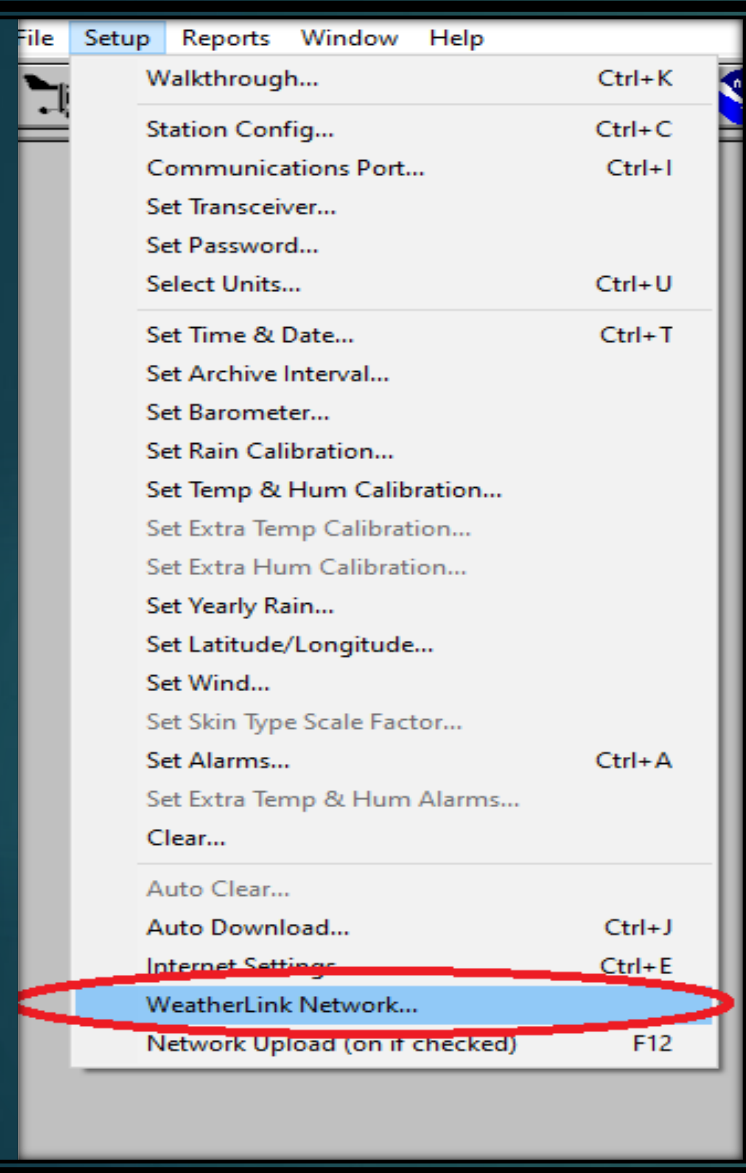 File Setup Reports Window Help
Walkthrough... Ctrl+K
Station Config... Ctrl+C
Communications Port... Ctrl+I
Set Transceiver...
Set Password...
Select Units... Ctrl+U
Set Time & Date... Ctrl+T
Set Archive Interval...
Set Barometer...
Set Rain Calibration...
Set Temp & Hum Calibration...
Set Extra Temp Calibration...
Set Extra Hum Calibration...
Set Yearly Rain...
Set Latitude/Longitude...
Set Wind...
Set Skin Type Scale Factor...
Set Alarms... Ctrl+A
Set Extra Temp & Hum Alarms...
Clear...
Auto Clear...
Auto Download... Ctrl+J
Internet Settings... Ctrl+E
WeatherLink Network...
Network Upload (on if checked) F12